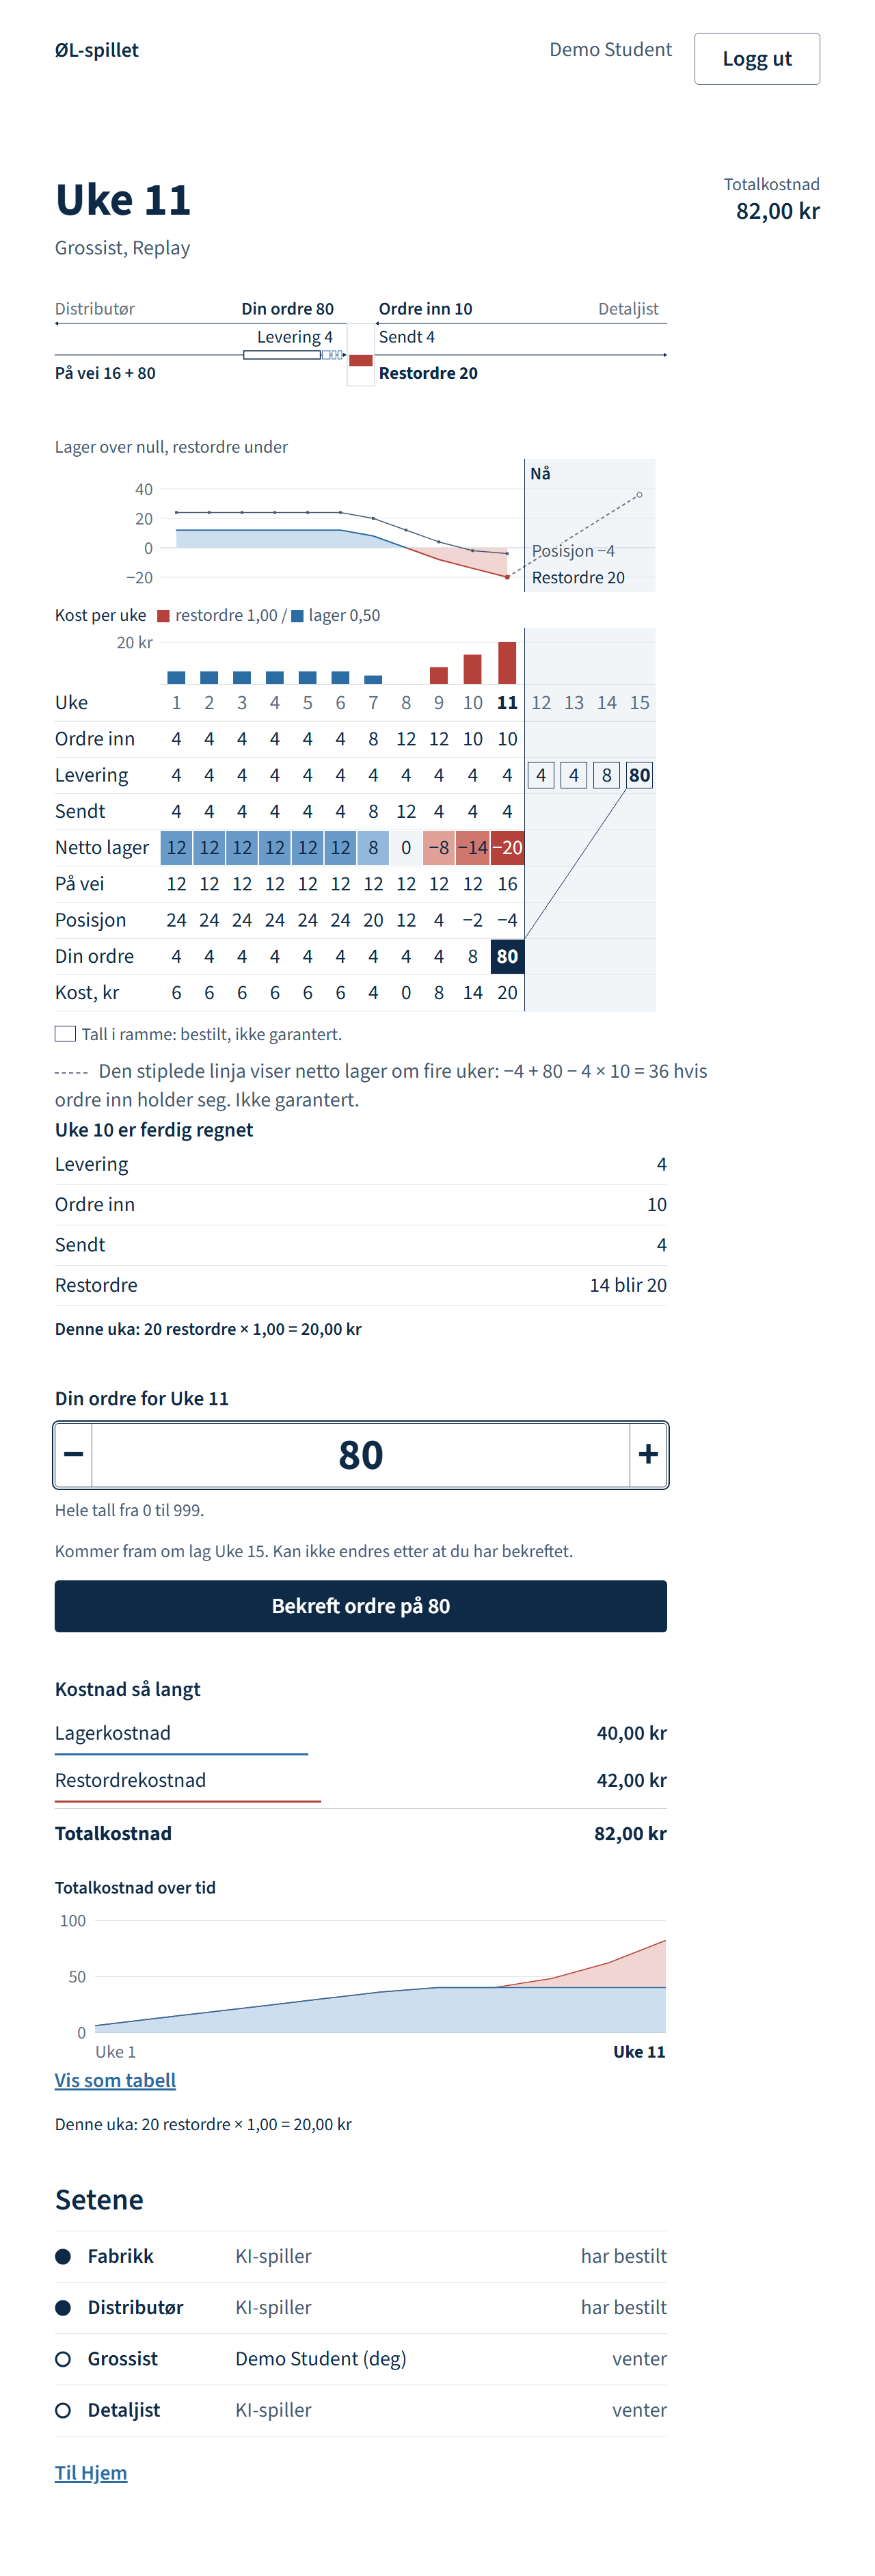 ØL-spillet
Demo Student
Logg ut
Uke 11
Totalkostnad
82,00 kr
Grossist, Replay
Distributør Din ordre 80 Ordre inn 10 Detaljist
Levering 4 Sendt 4
På vei 16 + 80 Restordre 20
Lager over null, restordre under
Nå
40
20
0
−20
Posisjon −4
Restordre 20
Kost per uke restordre 1,00 / lager 0,50
20 kr
Uke 1 2 3 4 5 6 7 8 9 10 11 12 13 14 15
Ordre inn 4 4 4 4 4 4 8 12 12 10 10
Levering 4 4 4 4 4 4 4 4 4 4 4 4 4 8 80
Sendt 4 4 4 4 4 4 8 12 4 4 4
Netto lager 12 12 12 12 12 12 8 0 −8 −14 −20
På vei 12 12 12 12 12 12 12 12 12 12 16
Posisjon 24 24 24 24 24 24 20 12 4 −2 −4
Din ordre 4 4 4 4 4 4 4 4 4 8 80
Kost, kr 6 6 6 6 6 6 4 0 8 14 20
Tall i ramme: bestilt, ikke garantert.
Den stiplede linja viser netto lager om fire uker: −4 + 80 − 4 × 10 = 36 hvis
ordre inn holder seg. Ikke garantert.
Uke 10 er ferdig regnet
Levering 4
Ordre inn 10
Sendt 4
Restordre 14 blir 20
Denne uka: 20 restordre × 1,00 = 20,00 kr
Din ordre for Uke 11
− 80 +
Hele tall fra 0 til 999.
Kommer fram om lag Uke 15. Kan ikke endres etter at du har bekreftet.
Bekreft ordre på 80
Kostnad så langt
Lagerkostnad 40,00 kr
Restordrekostnad 42,00 kr
Totalkostnad 82,00 kr
Totalkostnad over tid
100
50
0
Uke 1 Uke 11
Vis som tabell
Denne uka: 20 restordre × 1,00 = 20,00 kr
Setene
Fabrikk KI-spiller har bestilt
Distributør KI-spiller har bestilt
Grossist Demo Student (deg) venter
Detaljist KI-spiller venter
Til Hjem